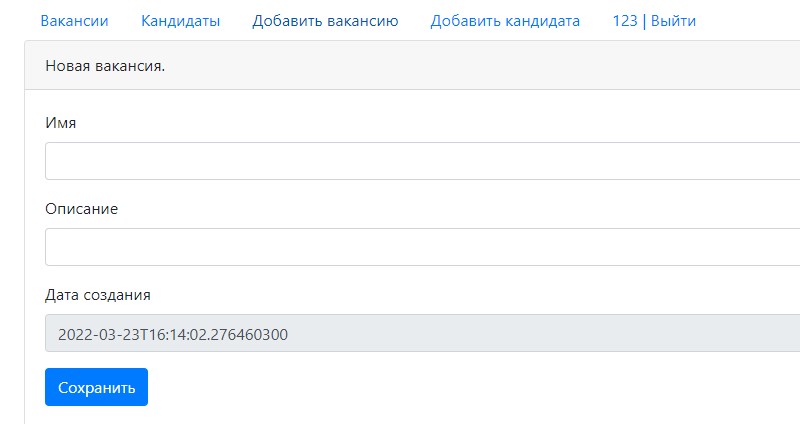 Вакансии Кандидаты Добавить вакансию Добавить кандидата 123 | Выйти
Новая вакансия.
Имя
Описание
Дата создания
2022-03-23T16:14:02.276460300
Сохранить